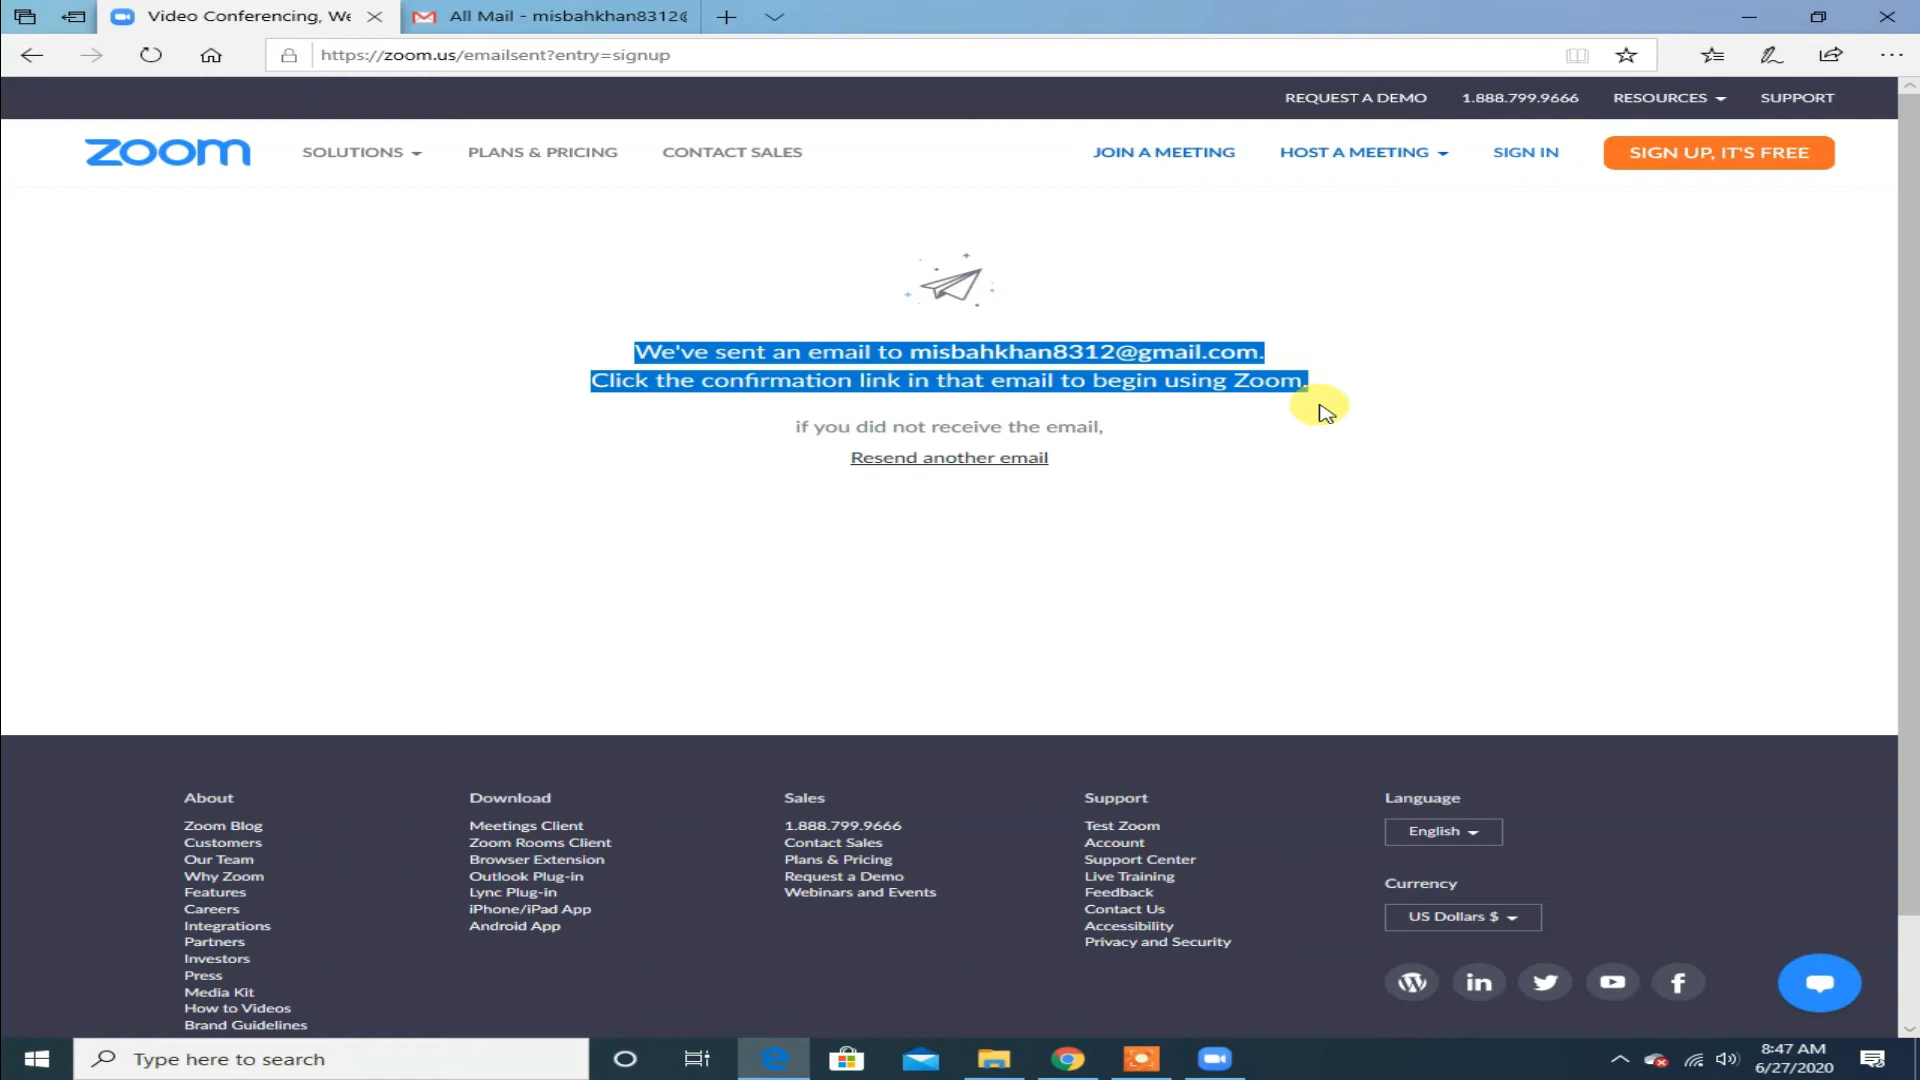 Video Conferencing, We
All Mail - misbahkhan8312@
https://zoom.us/emailsent?entry=signup
REQUEST A DEMO 1.888.799.9666 RESOURCES SUPPORT
zoom SOLUTIONS PLANS & PRICING CONTACT SALES JOIN A MEETING HOST A MEETING SIGN IN SIGN UP, IT'S FREE
We've sent an email to misbahkhan8312@gmail.com.
Click the confirmation link in that email to begin using Zoom.
if you did not receive the email,
Resend another email
About
Zoom Blog
Customers
Our Team
Why Zoom
Features
Careers
Integrations
Partners
Investors
Press
Media Kit
How to Videos
Brand Guidelines
Download
Meetings Client
Zoom Rooms Client
Browser Extension
Outlook Plug-in
Lync Plug-in
iPhone/iPad App
Android App
Sales
1.888.799.9666
Contact Sales
Plans & Pricing
Request a Demo
Webinars and Events
Support
Test Zoom
Account
Support Center
Live Training
Feedback
Contact Us
Accessibility
Privacy and Security
Language
English
Currency
US Dollars $
Type here to search
8:47 AM
6/27/2020